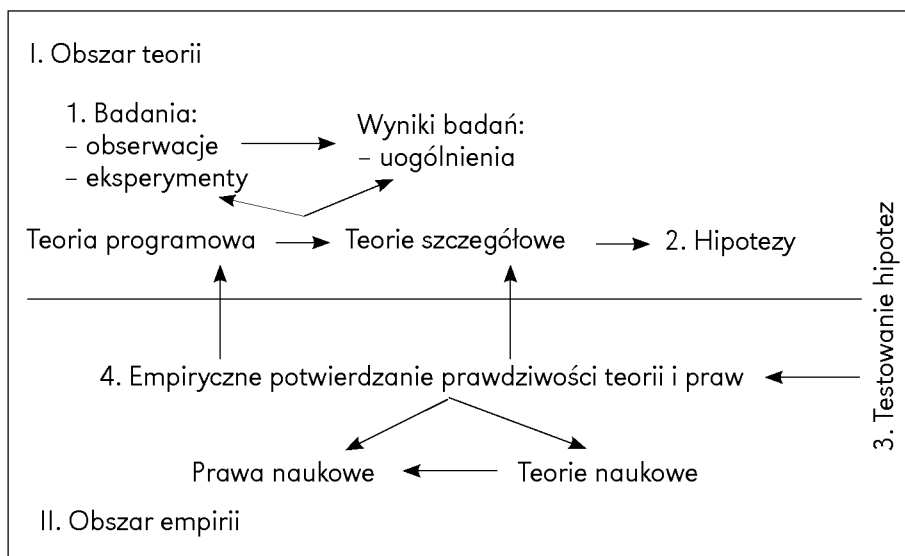 I. Obszar teorii
1. Badania:
– obserwacje
– eksperymenty
Wyniki badań:
– uogólnienia
Teoria programowa
Teorie szczegółowe
2. Hipotezy
3. Testowanie hipotez
4. Empiryczne potwierdzanie prawdziwości teorii i praw
Prawa naukowe
Teorie naukowe
II. Obszar empirii